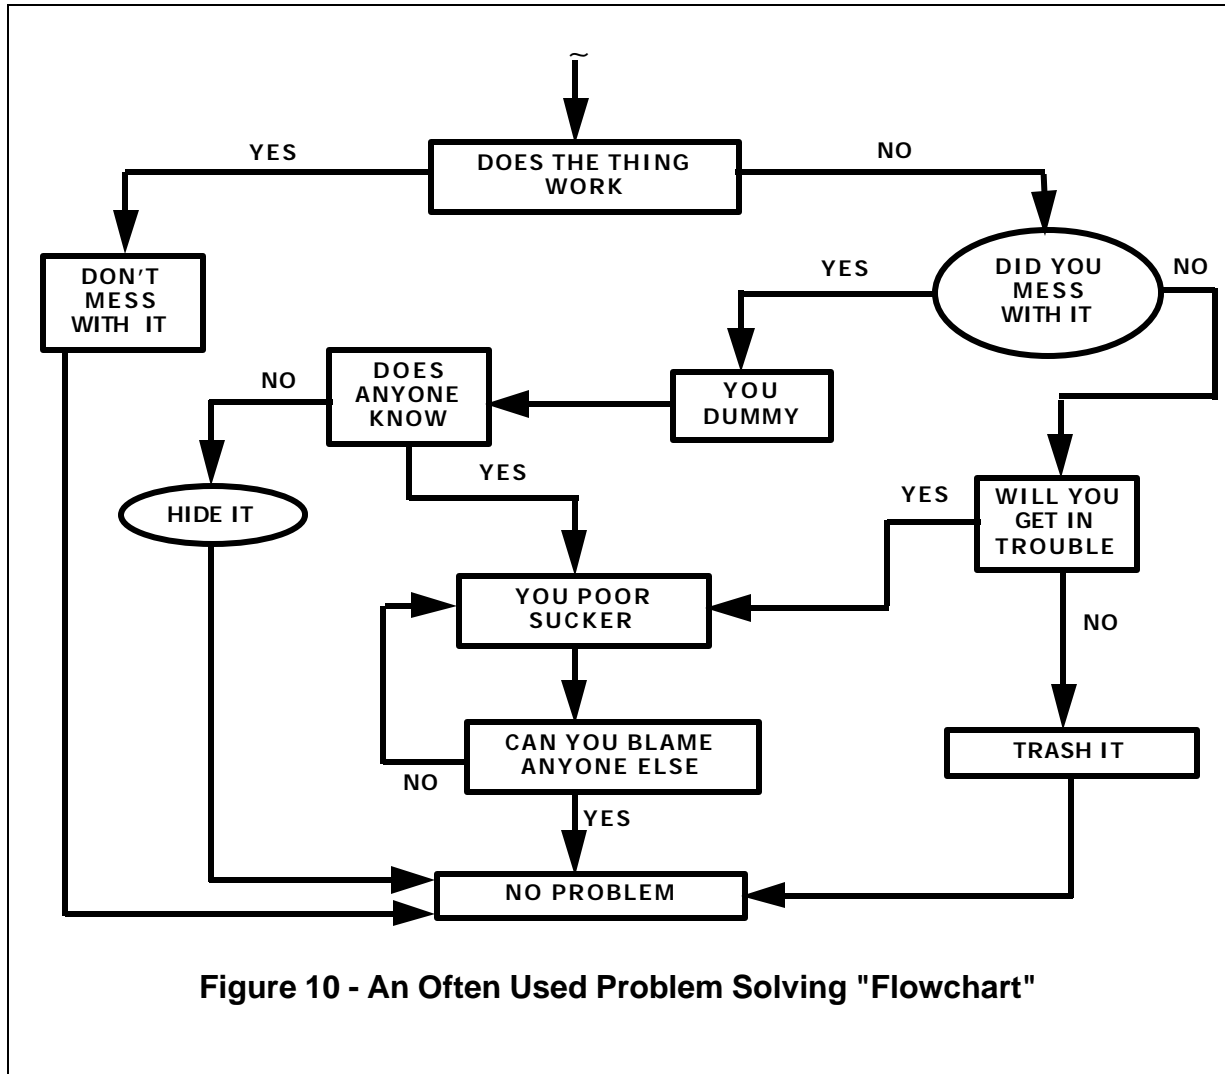 ~
YES
DOES THE THING
WORK
NO
DON'T
MESS
WITH IT
YES
DID YOU
MESS
WITH IT
NO
NO
DOES
ANYONE
KNOW
YOU
DUMMY
YES
HIDE IT
YES
WILL YOU
GET IN
TROUBLE
YOU POOR
SUCKER
NO
CAN YOU BLAME
ANYONE ELSE
NO
TRASH IT
YES
NO PROBLEM
Figure 10 - An Often Used Problem Solving "Flowchart"